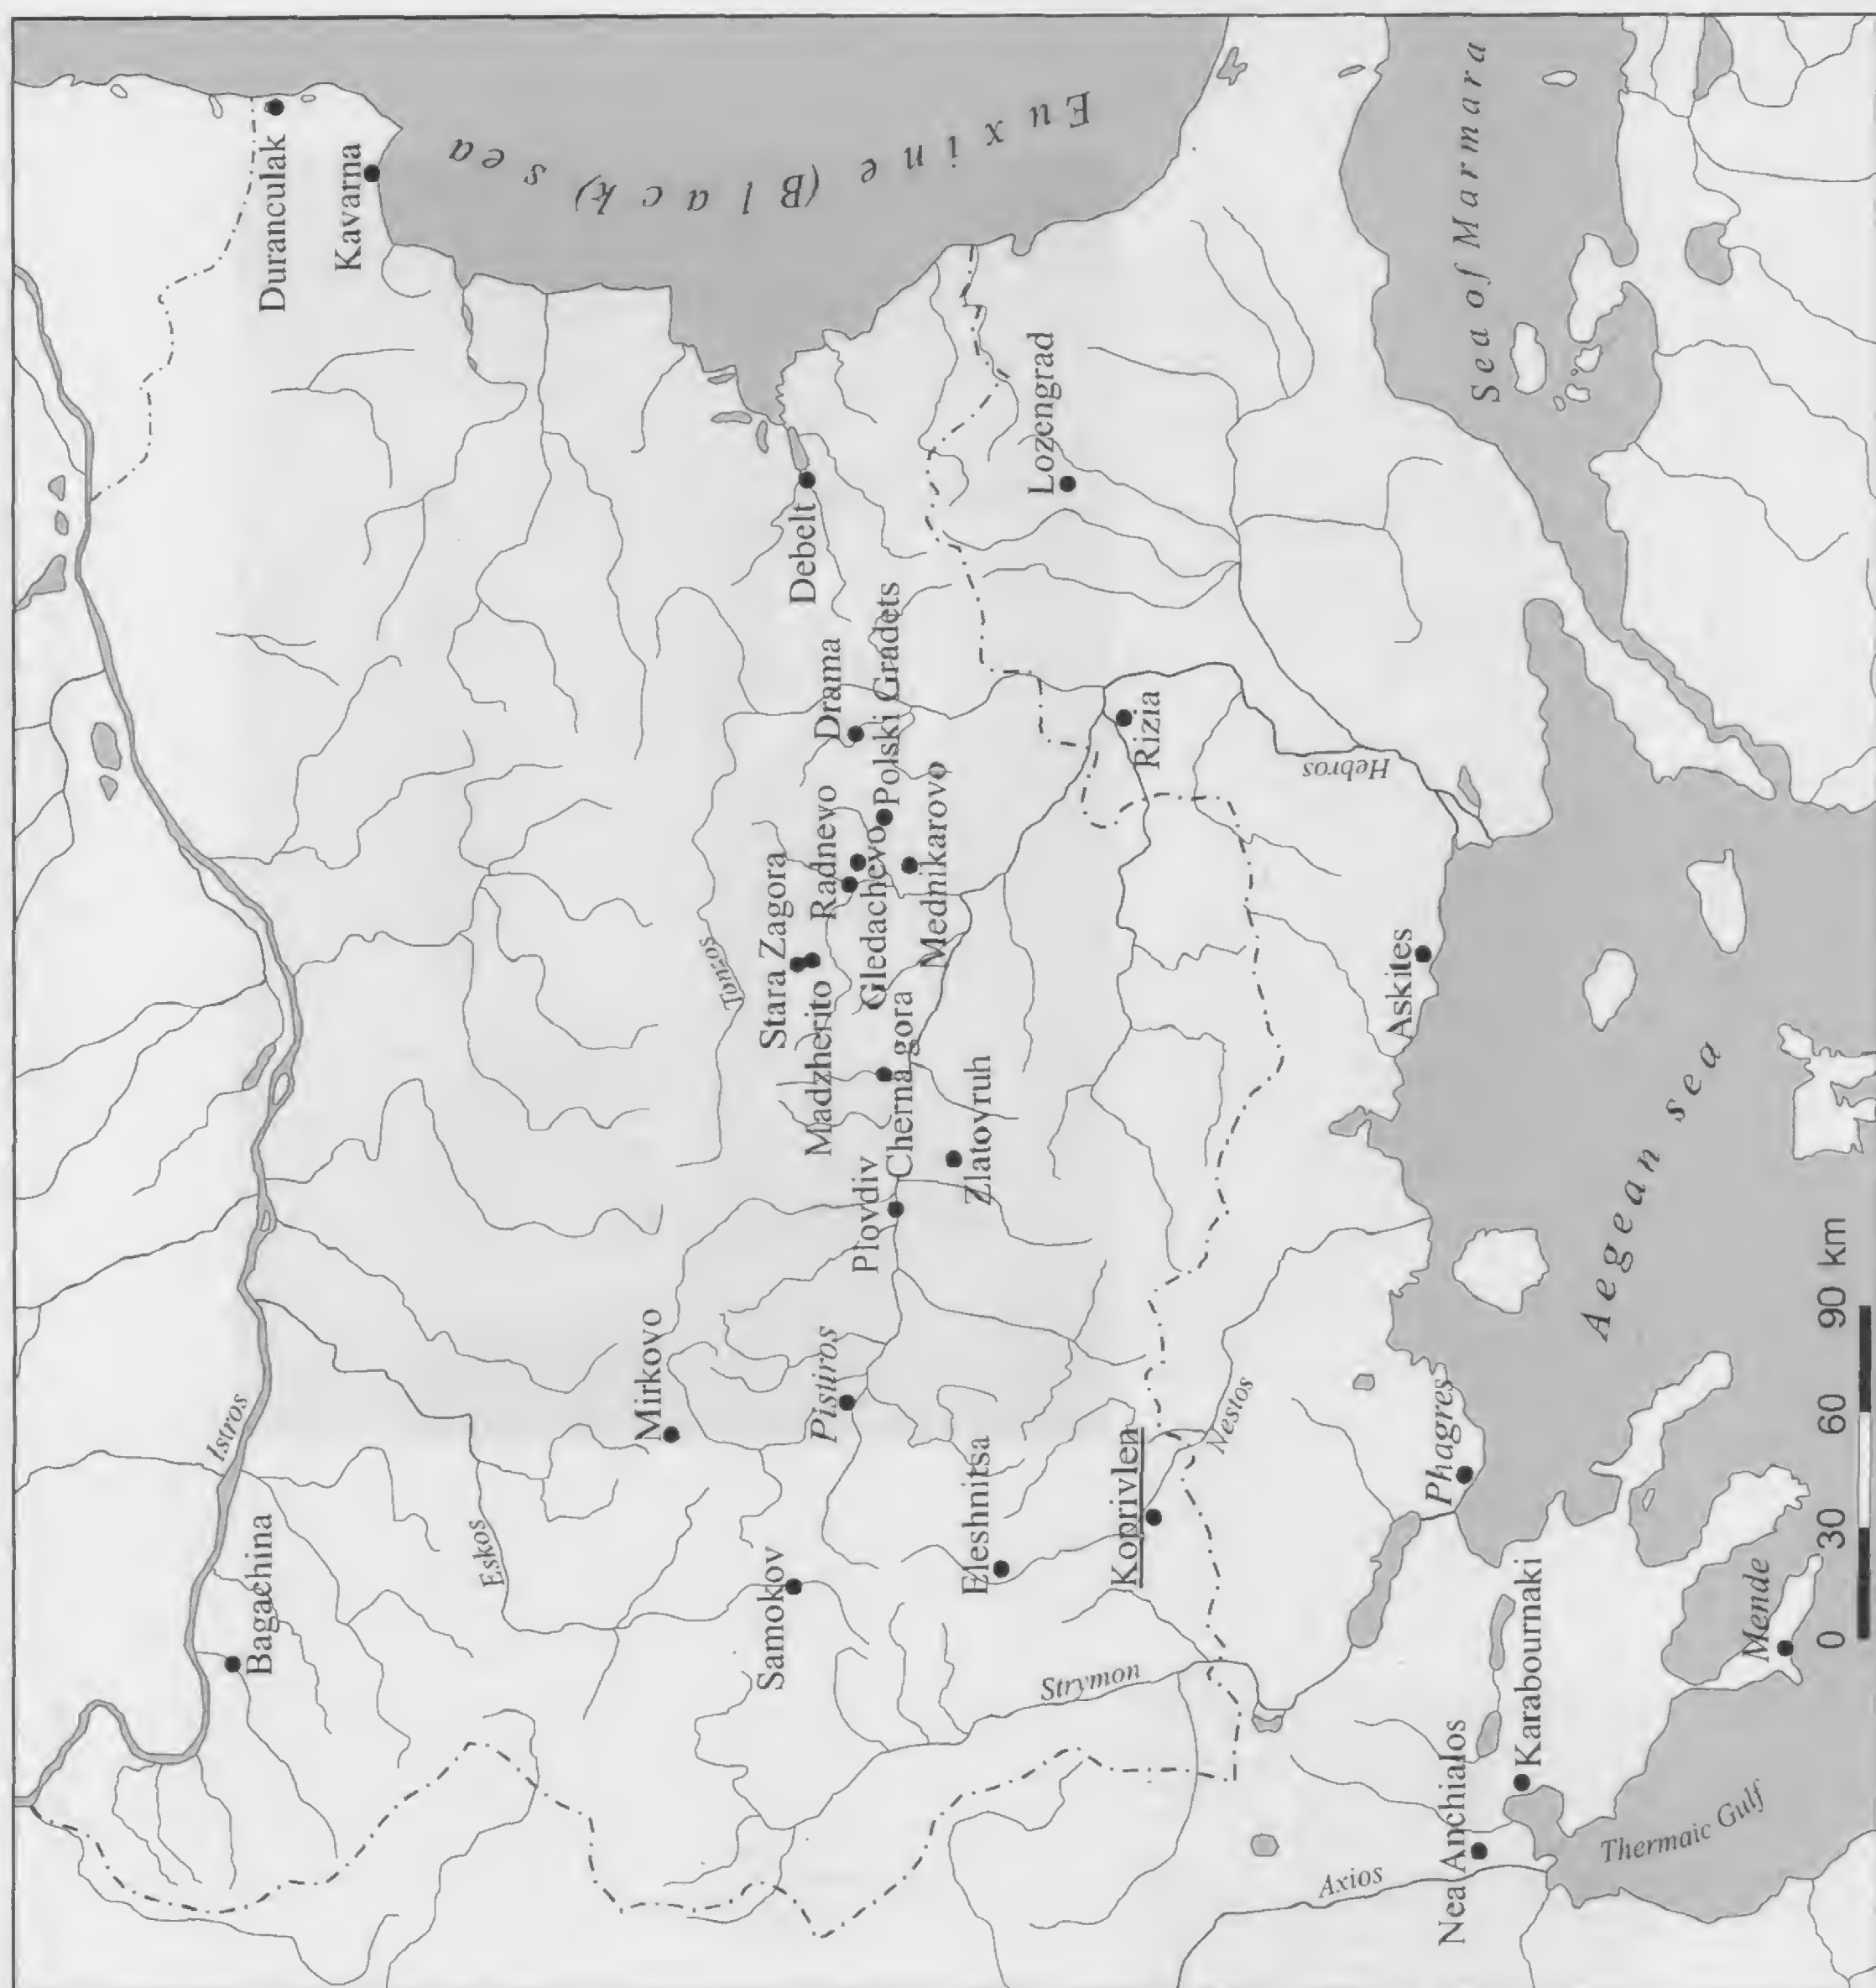 Istros
Bagachina
Eskos
Samokov
Mirkovo
Pistiros
Eleshnitsa
Koprivlen
Strymon
Nestos
Axios
Nea Anchialos
Karabournaki
Thermaic Gulf
Mende
Phagres
Plovdiv
Cherna gora
Zlatovruh
Madzherito
Stara Zagora
Tonzos
Radnevo
Gledachevo
Mednikarovo
Polski Gradets
Drama
Debelt
Duranculak
Kavarna
Euxine (Black) sea
Lozengrad
Rizia
Hebros
Askites
Sea of Marmara
Aegean sea
0 30 60 90 km